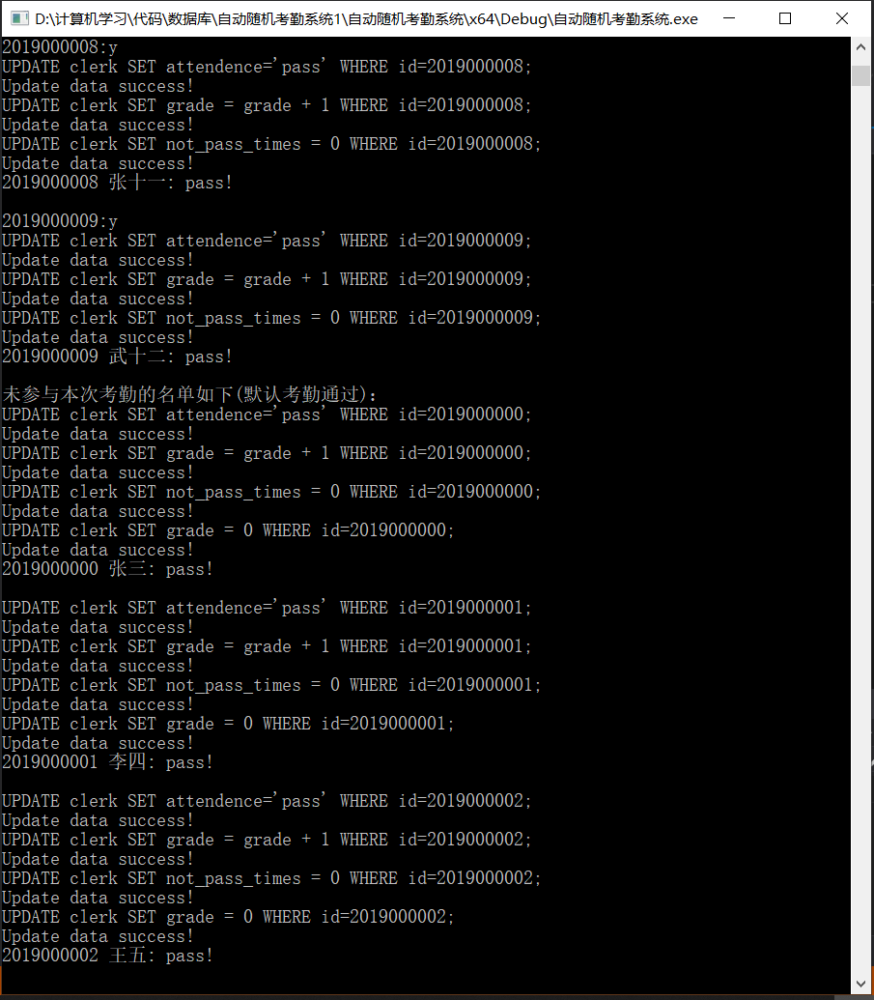 D:\计算机学习\代码\数据库\自动随机考勤系统1\自动随机考勤系统\x64\Debug\自动随机考勤系统.exe
2019000008:y
UPDATE clerk SET attendence='pass' WHERE id=2019000008;
Update data success!
UPDATE clerk SET grade = grade + 1 WHERE id=2019000008;
Update data success!
UPDATE clerk SET not_pass_times = 0 WHERE id=2019000008;
Update data success!
2019000008 张十一: pass!
2019000009:y
UPDATE clerk SET attendence='pass' WHERE id=2019000009;
Update data success!
UPDATE clerk SET grade = grade + 1 WHERE id=2019000009;
Update data success!
UPDATE clerk SET not_pass_times = 0 WHERE id=2019000009;
Update data success!
2019000009 武十二: pass!
未参与本次考勤的名单如下(默认考勤通过):
UPDATE clerk SET attendence='pass' WHERE id=2019000000;
Update data success!
UPDATE clerk SET grade = grade + 1 WHERE id=2019000000;
Update data success!
UPDATE clerk SET not_pass_times = 0 WHERE id=2019000000;
Update data success!
UPDATE clerk SET grade = 0 WHERE id=2019000000;
Update data success!
2019000000 张三: pass!
UPDATE clerk SET attendence='pass' WHERE id=2019000001;
Update data success!
UPDATE clerk SET grade = grade + 1 WHERE id=2019000001;
Update data success!
UPDATE clerk SET not_pass_times = 0 WHERE id=2019000001;
Update data success!
UPDATE clerk SET grade = 0 WHERE id=2019000001;
Update data success!
2019000001 李四: pass!
UPDATE clerk SET attendence='pass' WHERE id=2019000002;
Update data success!
UPDATE clerk SET grade = grade + 1 WHERE id=2019000002;
Update data success!
UPDATE clerk SET not_pass_times = 0 WHERE id=2019000002;
Update data success!
UPDATE clerk SET grade = 0 WHERE id=2019000002;
Update data success!
2019000002 王五: pass!